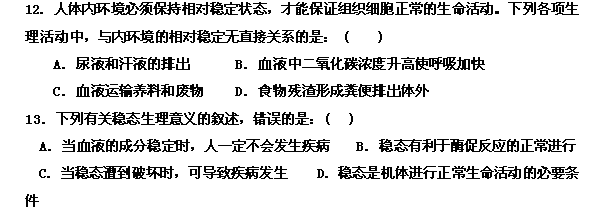 12. 人体内环境必须保持相对稳定状态，才能保证组织细胞正常的生命活动。下列各项生
理活动中，与内环境的相对稳定无直接关系的是：（    ）
A. 尿液和汗液的排出    B. 血液中二氧化碳浓度升高使呼吸加快
C. 血液运输养料和废物    D. 食物残渣形成粪便排出体外
13. 下列有关稳态生理意义的叙述，错误的是：（    ）
A. 当血液的成分稳定时，人一定不会发生疾病    B. 稳态有利于酶促反应的正常进行
C. 当稳态遭到破坏时，可导致疾病发生    D. 稳态是机体进行正常生命活动的必要条
件